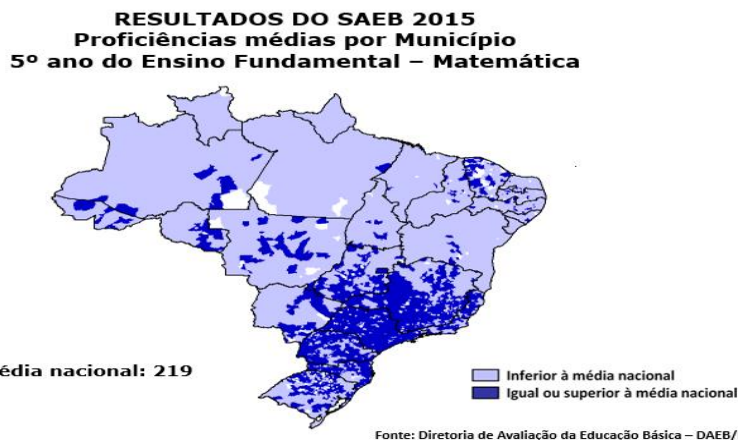 RESULTADOS DO SAEB 2015
Proficiências médias por Município
5º ano do Ensino Fundamental – Matemática
édia nacional: 219
Inferior à média nacional
Igual ou superior à média nacional
Fonte: Diretoria de Avaliação da Educação Básica – DAEB/